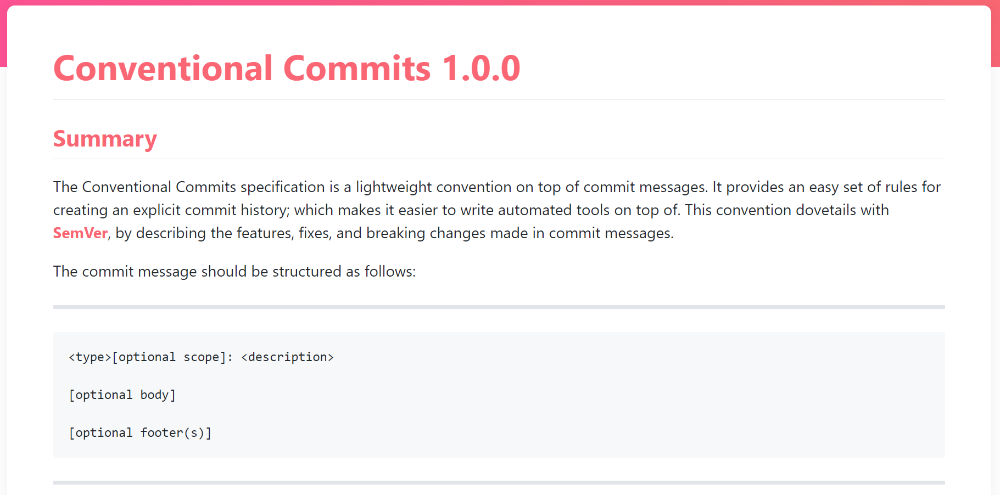 Conventional Commits 1.0.0
Summary
The Conventional Commits specification is a lightweight convention on top of commit messages. It provides an easy set of rules for
creating an explicit commit history; which makes it easier to write automated tools on top of. This convention dovetails with
SemVer, by describing the features, fixes, and breaking changes made in commit messages.
The commit message should be structured as follows:
<type>[optional scope]: <description>
[optional body]
[optional footer(s)]